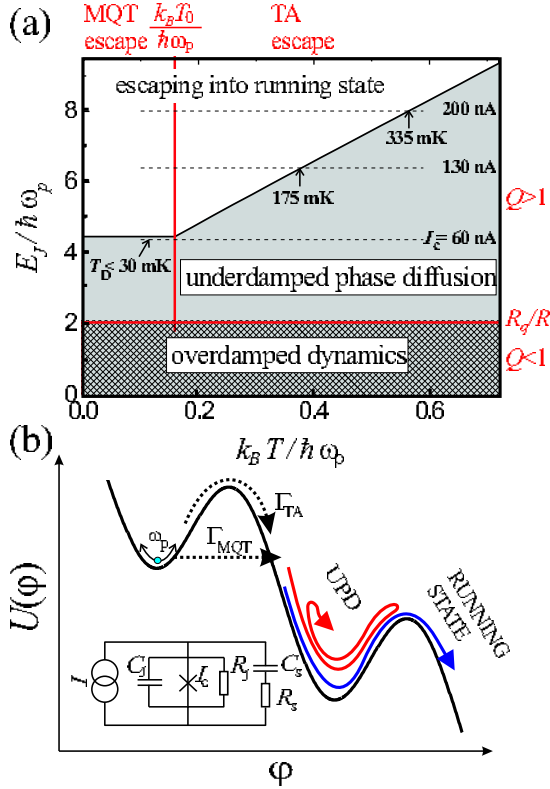 (a)
MQT escape
k_B T_0 / ħω_p
TA escape
escaping into running state
200 nA
335 mK
130 nA
175 mK
I_c = 60 nA
T_D < 30 mK
underdamped phase diffusion
overdamped dynamics
Q>1
R_q/R
Q<1
E_J / ħ ω_p
8
6
4
2
0
0.0 0.2 0.4 0.6
k_B T / ħ ω_p
(b)
U(φ)
ω_p
Γ_TA
Γ_MQT
UPD
RUNNING
STATE
I
C_J
I_c
R_J
C_s
R_s
φ